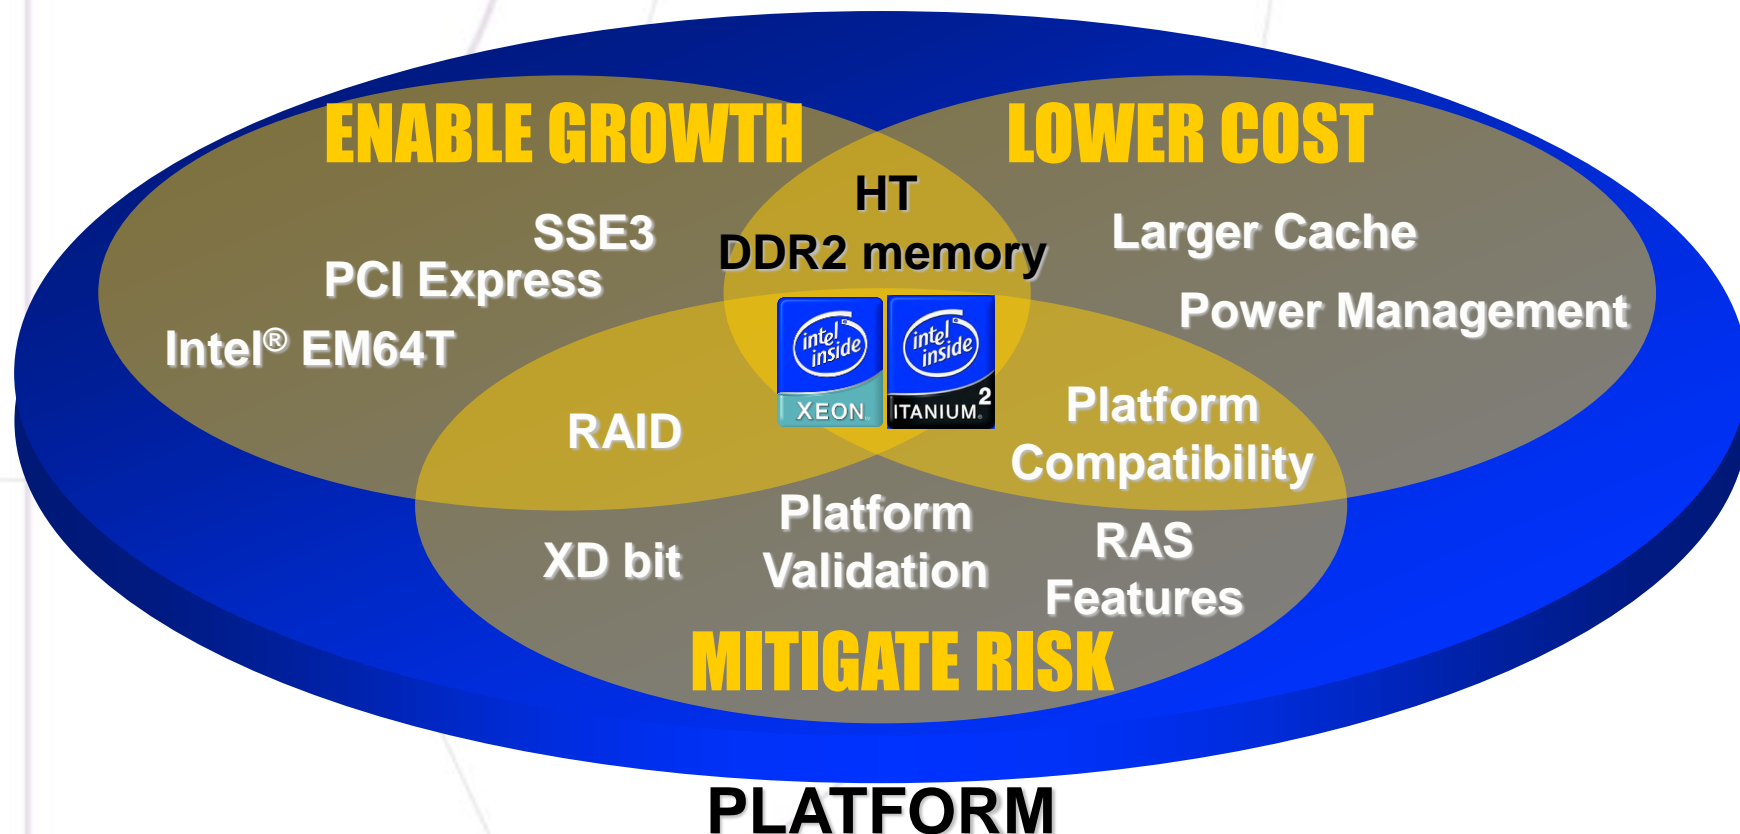 ENABLE GROWTH
LOWER COST
HT
DDR2 memory
SSE3
PCI Express
Intel® EM64T
Larger Cache
Power Management
intel inside
XEON™
intel inside
ITANIUM® 2
RAID
Platform
Compatibility
XD bit
Platform
Validation
RAS
Features
MITIGATE RISK
PLATFORM